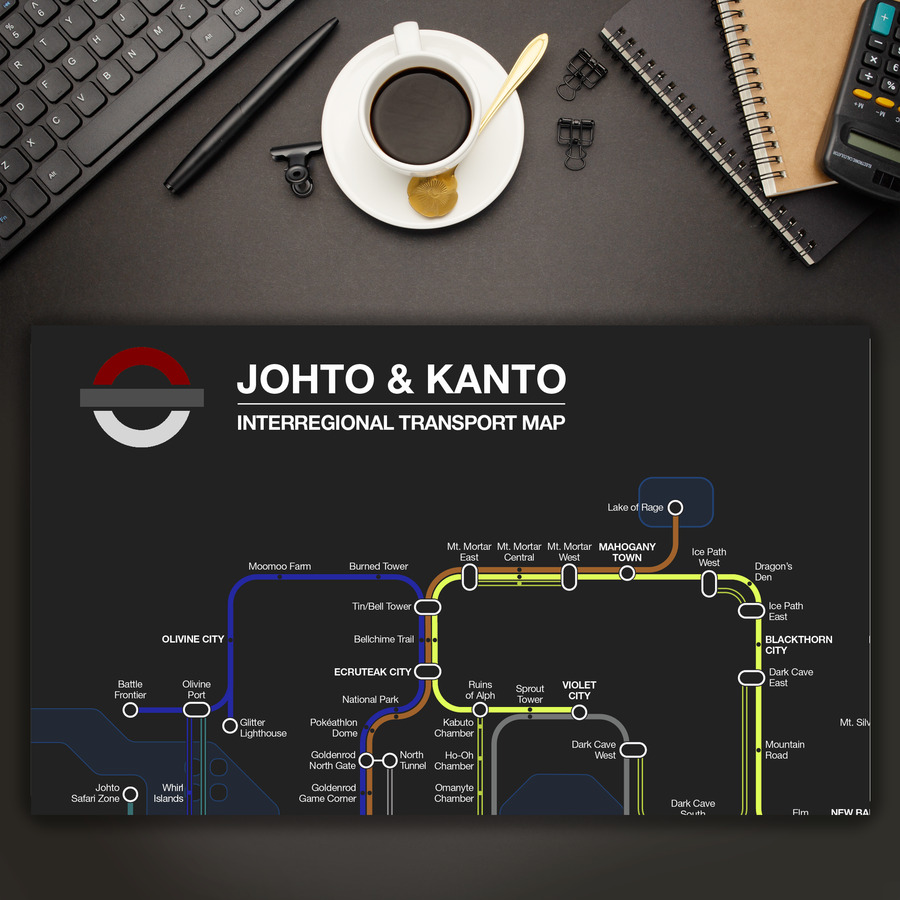 JOHTO & KANTO
INTERREGIONAL TRANSPORT MAP
Lake of Rage
Mt. Mortar
East
Mt. Mortar
Central
Mt. Mortar
West
MAHOGANY
TOWN
Ice Path
West
Dragon's
Den
Moomoo Farm
Burned Tower
Tin/Bell Tower
Ice Path
East
OLIVINE CITY
Bellchime Trail
BLACKTHORN
CITY
ECRUTEAK CITY
Dark Cave
East
Battle
Frontier
Olivine
Port
National Park
Ruins
of Alph
Sprout
Tower
VIOLET
CITY
Glitter
Lighthouse
Pokéathlon
Dome
Kabuto
Chamber
Mt. Silv
Goldenrod
North Gate
North
Tunnel
Ho-Oh
Chamber
Dark Cave
West
Mountain
Road
Johto
Safari Zone
Whirl
Islands
Goldenrod
Game Corner
Omanyte
Chamber
Dark Cave
South
Elm
NEW BA